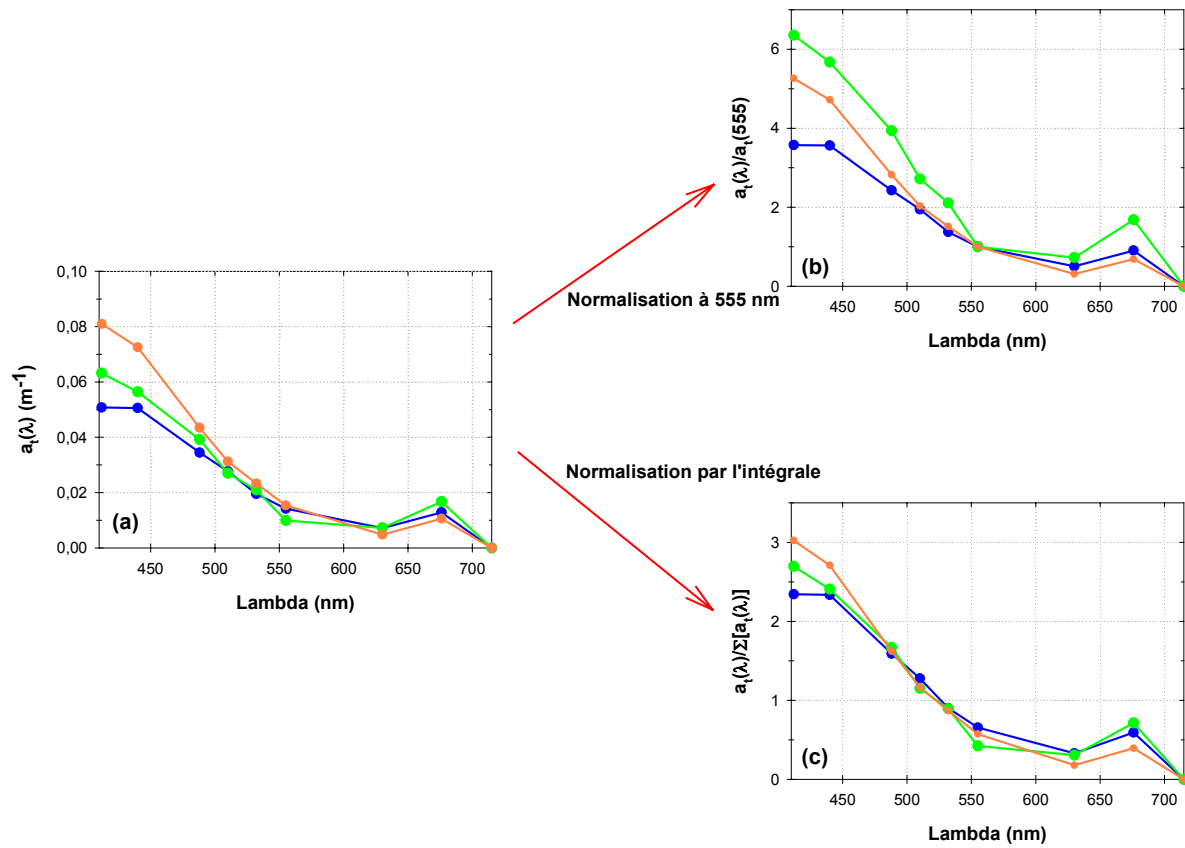 6
4
2
0
450
500
550
600
650
700
a_t(λ)/a_t(555)
(b)
Lambda (nm)
Normalisation à 555 nm
0,10
0,08
0,06
0,04
0,02
0,00
450
500
550
600
650
700
a_t(λ) (m⁻¹)
(a)
Lambda (nm)
Normalisation par l'intégrale
3
2
1
0
450
500
550
600
650
700
a_t(λ)/Σ[a_t(λ)]
(c)
Lambda (nm)